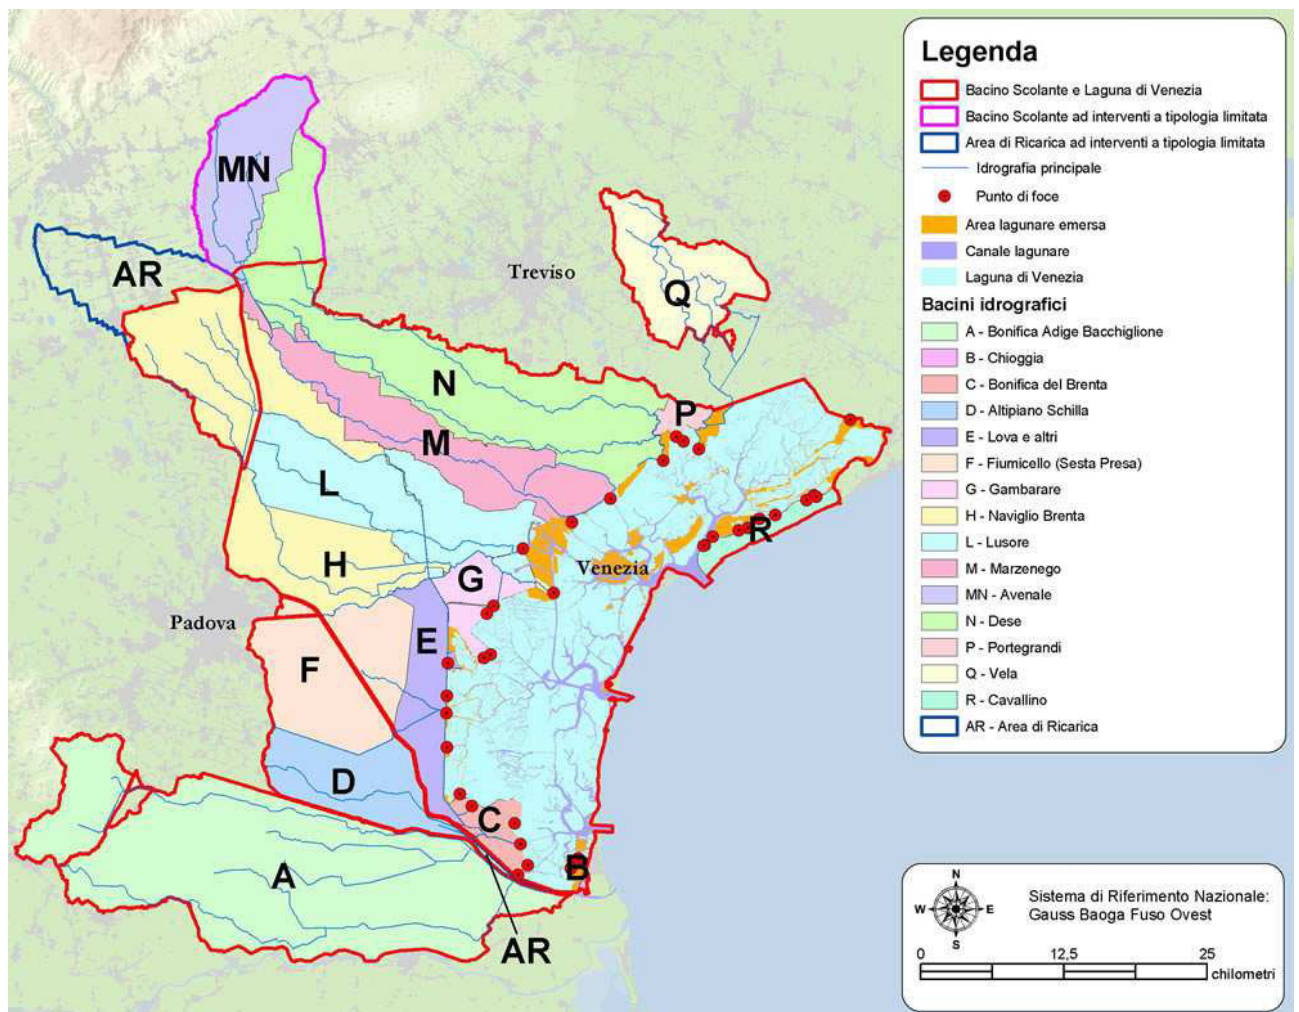 MN
AR
Treviso
Q
N
P
M
L
R
Venezia
H
G
Padova
E
F
D
C
B
A
AR
Legenda
Bacino Scolante e Laguna di Venezia
Bacino Scolante ad interventi a tipologia limitata
Area di Ricarica ad interventi a tipologia limitata
Idrografia principale
Punto di foce
Area lagunare emersa
Canale lagunare
Laguna di Venezia
Bacini idrografici
A - Bonifica Adige Bacchiglione
B - Chioggia
C - Bonifica del Brenta
D - Altipiano Schilla
E - Lova e altri
F - Fiumicello (Sesta Presa)
G - Gambarare
H - Naviglio Brenta
L - Lusore
M - Marzenego
MN - Avenale
N - Dese
P - Portegrandi
Q - Vela
R - Cavallino
AR - Area di Ricarica
N
W E
S
Sistema di Riferimento Nazionale:
Gauss Baoga Fuso Ovest
0 12,5 25
chilometri